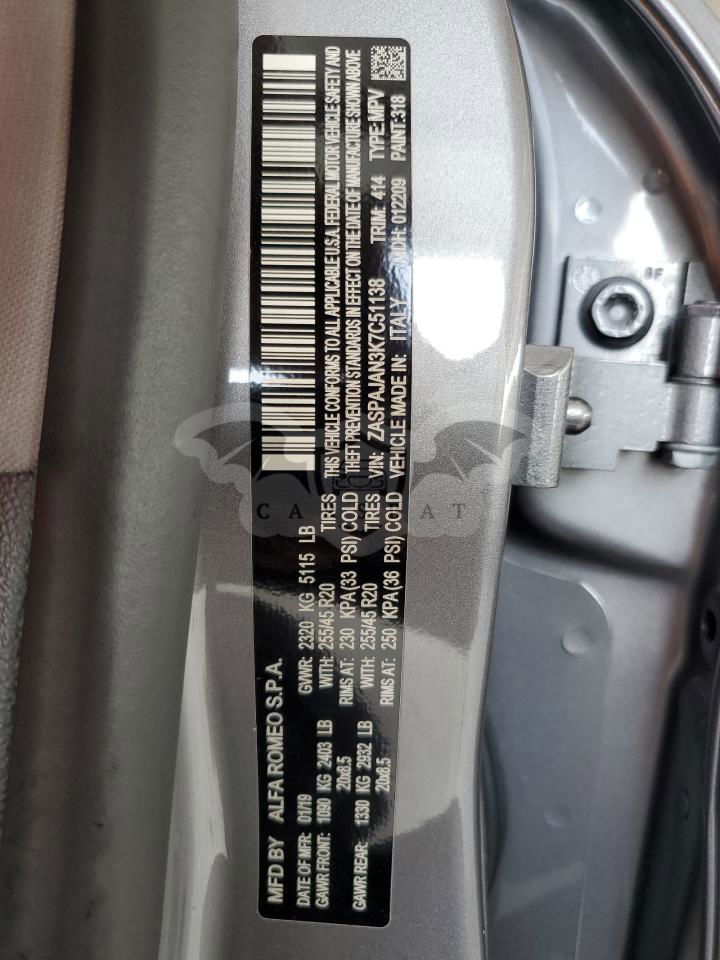 MFD BY ALFA ROMEO S.P.A.
DATE OF MFR: 01/19 GVWR: 2320 KG 5115 LB
GAWR FRONT: 1090 KG 2403 LB WITH: 255/45 R20 TIRES
20x8.5 RIMS AT: 230 KPA(33 PSI) COLD
GAWR REAR: 1330 KG 2932 LB WITH: 255/45 R20 TIRES
20x8.5 RIMS AT: 250 KPA(36 PSI) COLD
THIS VEHICLE CONFORMS TO ALL APPLICABLE U.S.A. FEDERAL MOTOR VEHICLE SAFETY AND
THEFT PREVENTION STANDARDS IN EFFECT ON THE DATE OF MANUFACTURE SHOWN ABOVE
VIN: ZASPAJAN3K7C51138 TRIM: 414 TYPE:MPV
VEHICLE MADE IN: ITALY MDH: 012209 PAINT:318